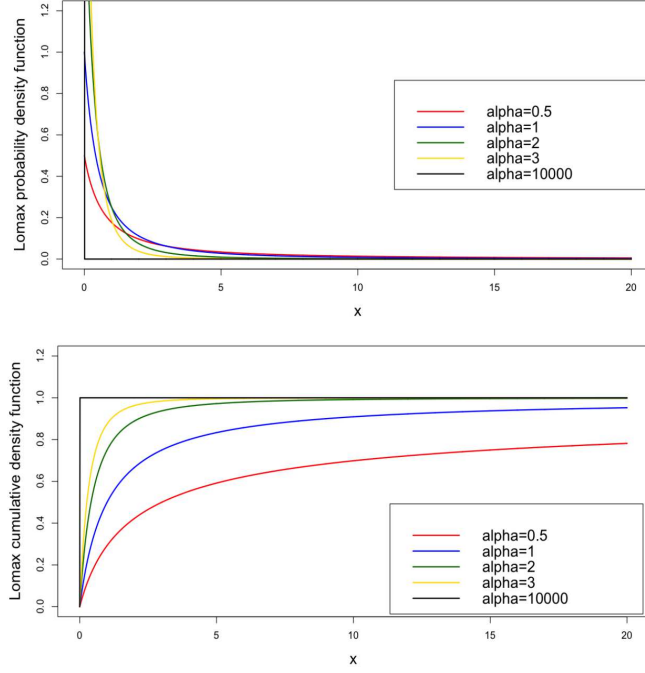 Lomax probability density function
1.2
1.0
0.8
0.6
0.4
0.2
0.0
alpha=0.5
alpha=1
alpha=2
alpha=3
alpha=10000
0 5 10 15 20
x
Lomax cumulative density function
1.2
1.0
0.8
0.6
0.4
0.2
0.0
alpha=0.5
alpha=1
alpha=2
alpha=3
alpha=10000
0 5 10 15 20
x